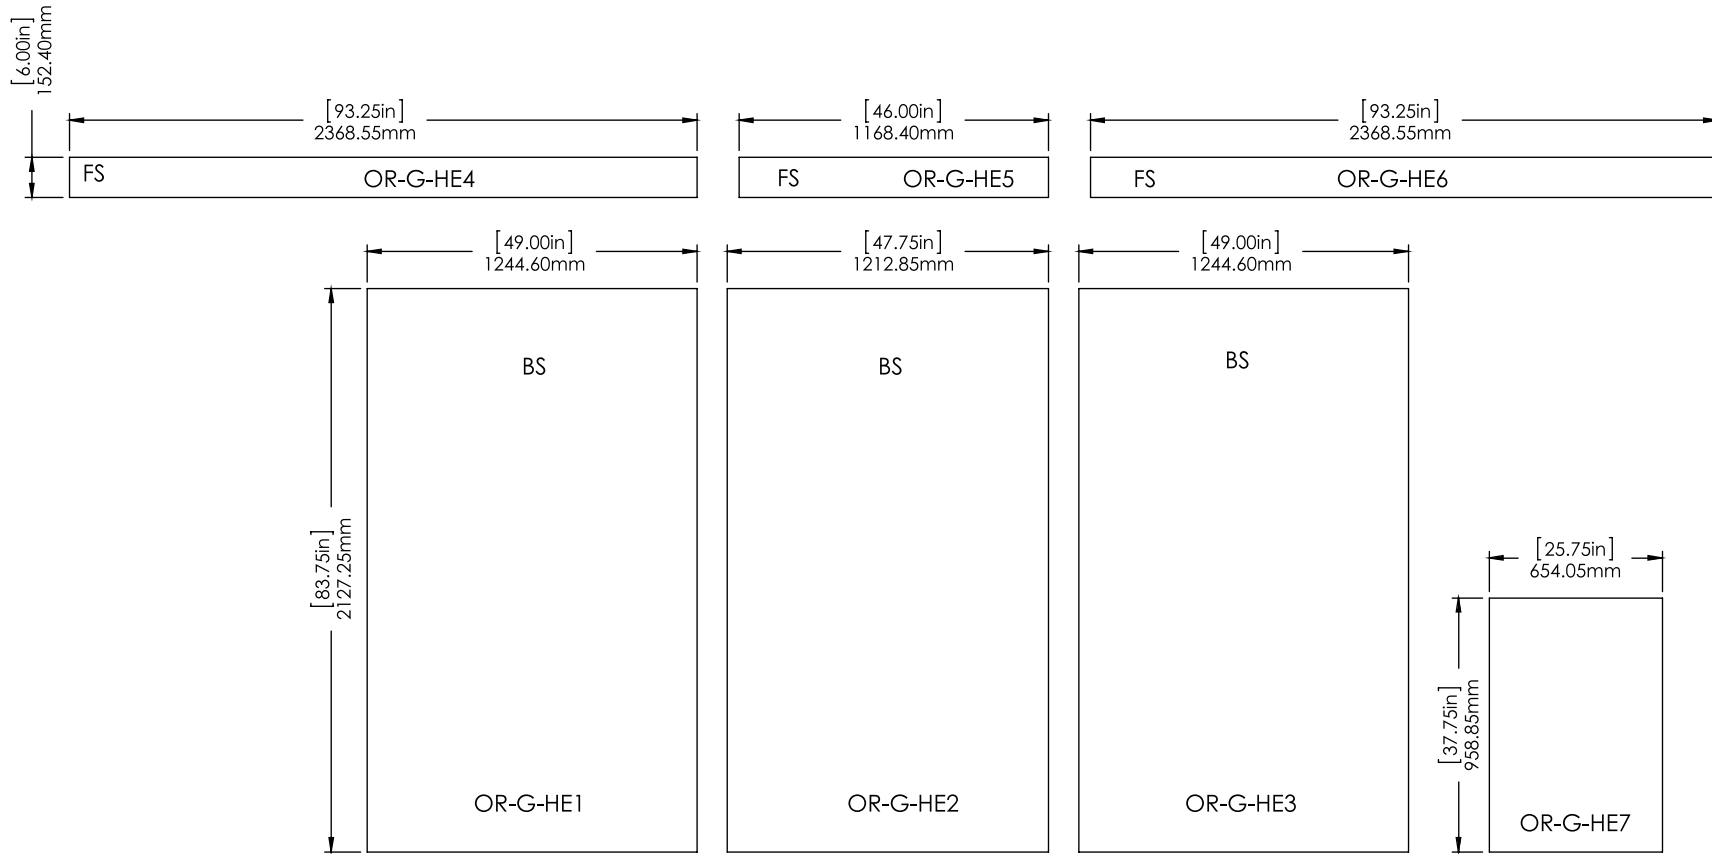 [6.00in]
152.40mm
[93.25in]
2368.55mm
[46.00in]
1168.40mm
[93.25in]
2368.55mm
FS OR-G-HE4
FS OR-G-HE5
FS OR-G-HE6
[49.00in]
1244.60mm
[47.75in]
1212.85mm
[49.00in]
1244.60mm
BS
BS
BS
[83.75in]
2127.25mm
[25.75in]
654.05mm
[37.75in]
958.85mm
OR-G-HE1
OR-G-HE2
OR-G-HE3
OR-G-HE7